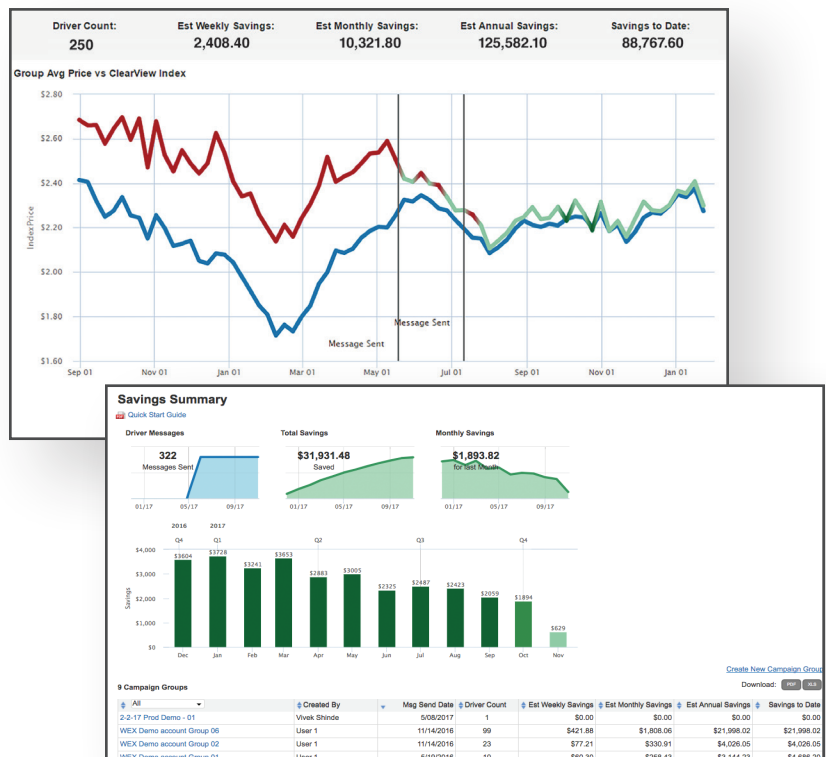 Driver Count: Est Weekly Savings: Est Monthly Savings: Est Annual Savings: Savings to Date:
250 2,408.40 10,321.80 125,582.10 88,767.60
Group Avg Price vs ClearView Index
$2.80
$2.60
$2.40
$2.20
$2.00
$1.80
$1.60
IndexPrice
Message Sent
Message Sent
Sep 01 Nov 01 Jan 01 Mar 01 May 01 Jul 01 Sep 01 Nov 01 Jan 01
Savings Summary
Quick Start Guide
Driver Messages Total Savings Monthly Savings
322 $31,931.48 $1,893.82
Messages Sent Saved for last Month
01/17 05/17 09/17 01/17 05/17 09/17 01/17 05/17 09/17
2016 2017
Q4 Q1 Q2 Q3 Q4
$4,000
$3,000
$2,000
$1,000
$0
Savings
$3604 $3728 $3241 $3653 $2883 $3005 $2325 $2487 $2423 $2059 $1894 $629
Dec Jan Feb Mar Apr May Jun Jul Aug Sep Oct Nov
Create New Campaign Group
9 Campaign Groups Download: PDF XLS
All Created By Msg Send Date Driver Count Est Weekly Savings Est Monthly Savings Est Annual Savings Savings to Date
2-2-17 Prod Demo - 01 Vivek Shinde 5/08/2017 1 $0.00 $0.00 $0.00 $0.00
WEX Demo account Group 06 User 1 11/14/2016 99 $421.88 $1,808.06 $21,998.02 $21,998.02
WEX Demo account Group 02 User 1 11/14/2016 23 $77.21 $330.91 $4,026.05 $4,026.05